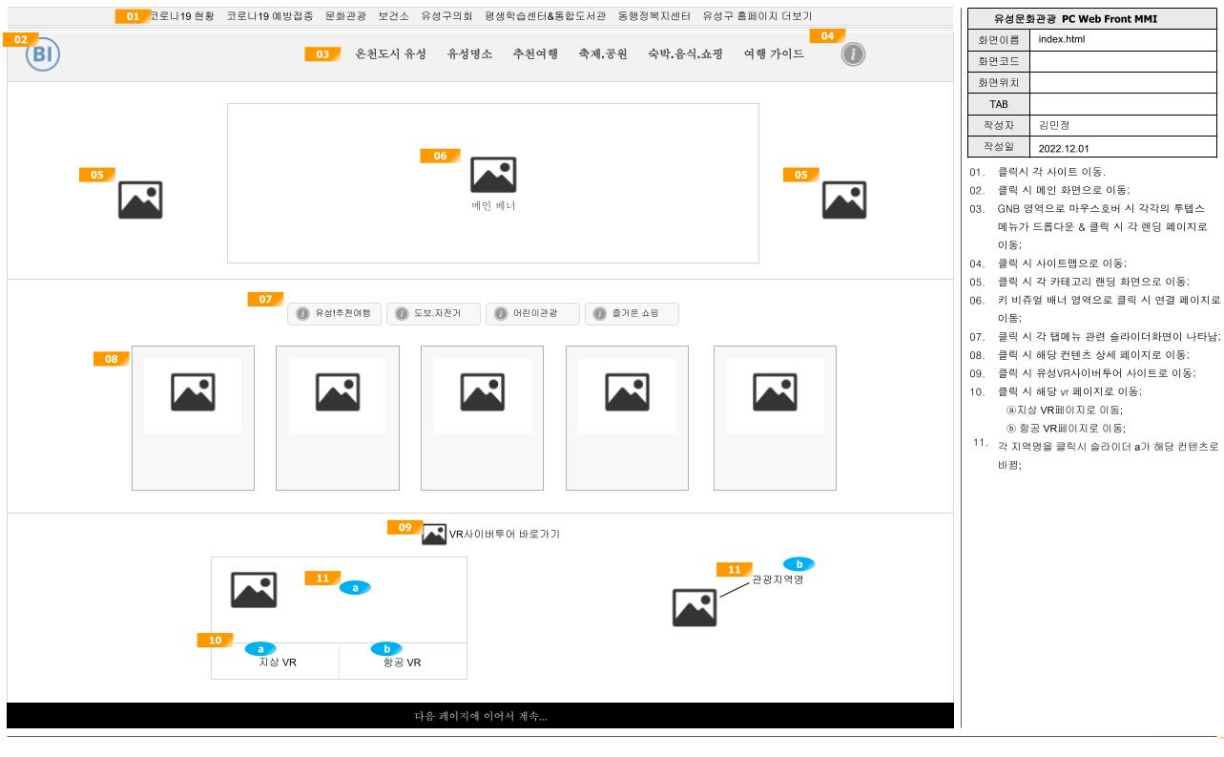 01 코로나19 현황 코로나19 예방접종 문화관광 보건소 유성구의회 평생학습센터&통합도서관 동행정복지센터 유성구 홈페이지 더보기
02 BI
03 온천도시 유성 유성명소 추천여행 축제.공원 숙박.음식.쇼핑 여행 가이드
04 i
05
06
05
메인 베너
07
i 유성!추천여행 i 도보.자전거 i 어린이관광 i 즐거운 쇼핑
08
09 VR사이버투어 바로가기
11 a
11 b
관광지역명
10
a b
지상 VR 항공 VR
다음 페이지에 이어서 계속...
유성문화관광 PC Web Front MMI
화면이름 index.html
화면코드
화면위치
TAB
작성자 김민정
작성일 2022.12.01
01. 클릭시 각 사이트 이동.
02. 클릭 시 메인 화면으로 이동;
03. GNB 영역으로 마우스호버 시 각각의 투뎁스
메뉴가 드롭다운 & 클릭 시 각 렌딩 페이지로
이동;
04. 클릭 시 사이트맵으로 이동;
05. 클릭 시 각 카테고리 랜딩 화면으로 이동;
06. 키 비쥬얼 배너 영역으로 클릭 시 연결 페이지로
이동;
07. 클릭 시 각 탭메뉴 관련 슬라이더화면이 나타남;
08. 클릭 시 해당 컨텐츠 상세 페이지로 이동;
09. 클릭 시 유성VR사이버투어 사이트로 이동;
10. 클릭 시 해당 vr 페이지로 이동;
ⓐ지상 VR페이지로 이동;
ⓑ 항공 VR페이지로 이동;
11. 각 지역명을 클릭시 슬라이더 a가 해당 컨텐츠로
바뀜;